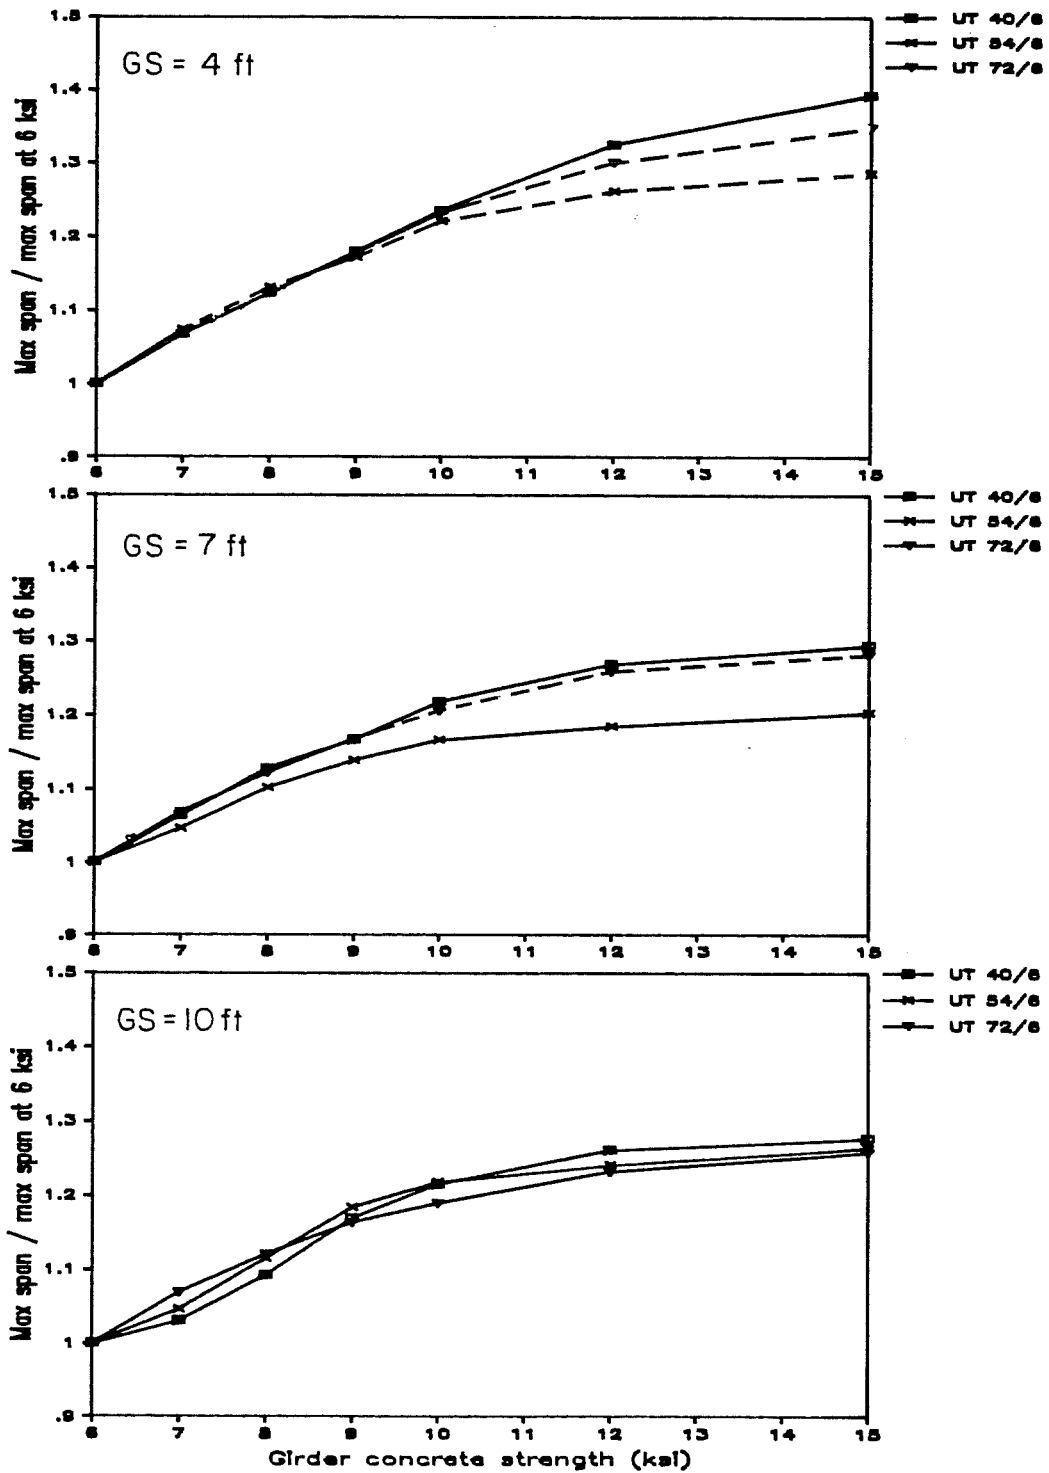 GS = 4 ft
UT 40/6
UT 54/6
UT 72/6
Max span / max span at 6 ksi
1.5
1.4
1.3
1.2
1.1
1
.9
6 7 8 9 10 11 12 13 14 15
GS = 7 ft
UT 40/6
UT 54/6
UT 72/6
Max span / max span at 6 ksi
1.5
1.4
1.3
1.2
1.1
1
.9
6 7 8 9 10 11 12 13 14 15
GS = 10 ft
UT 40/6
UT 54/6
UT 72/6
Max span / max span at 6 ksi
1.5
1.4
1.3
1.2
1.1
1
.9
6 7 8 9 10 11 12 13 14 15
Girder concrete strength (ksi)